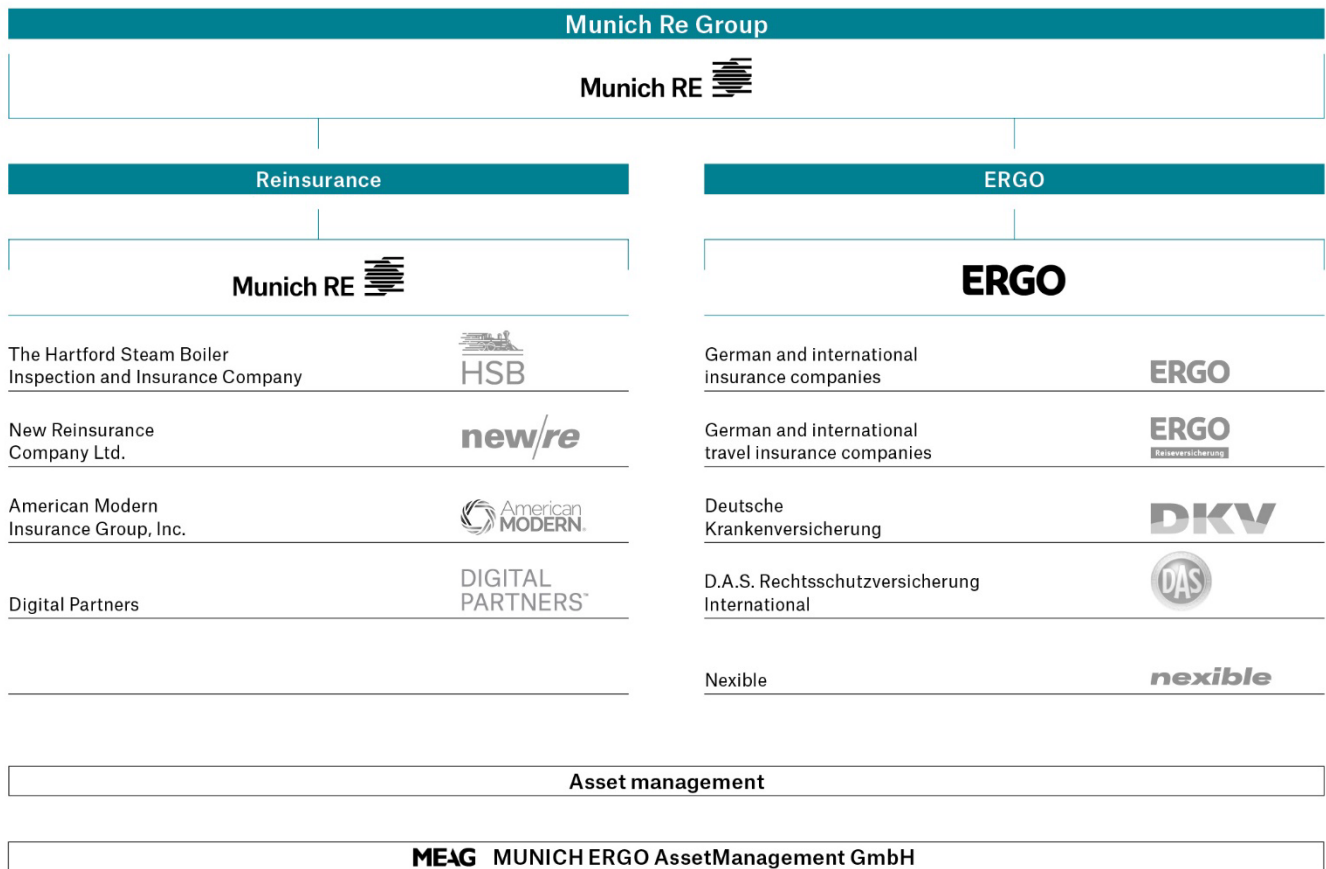 Munich Re Group
Munich RE
Reinsurance
Munich RE
The Hartford Steam Boiler
Inspection and Insurance Company
HSB
New Reinsurance
Company Ltd.
new/re
American Modern
Insurance Group, Inc.
American
MODERN®
Digital Partners
DIGITAL
PARTNERS™
ERGO
ERGO
German and international
insurance companies
ERGO
German and international
travel insurance companies
ERGO
Reiseversicherung
Deutsche
Krankenversicherung
DKV
D.A.S. Rechtsschutzversicherung
International
DAS
Nexible
nexible
Asset management
MEAG MUNICH ERGO AssetManagement GmbH